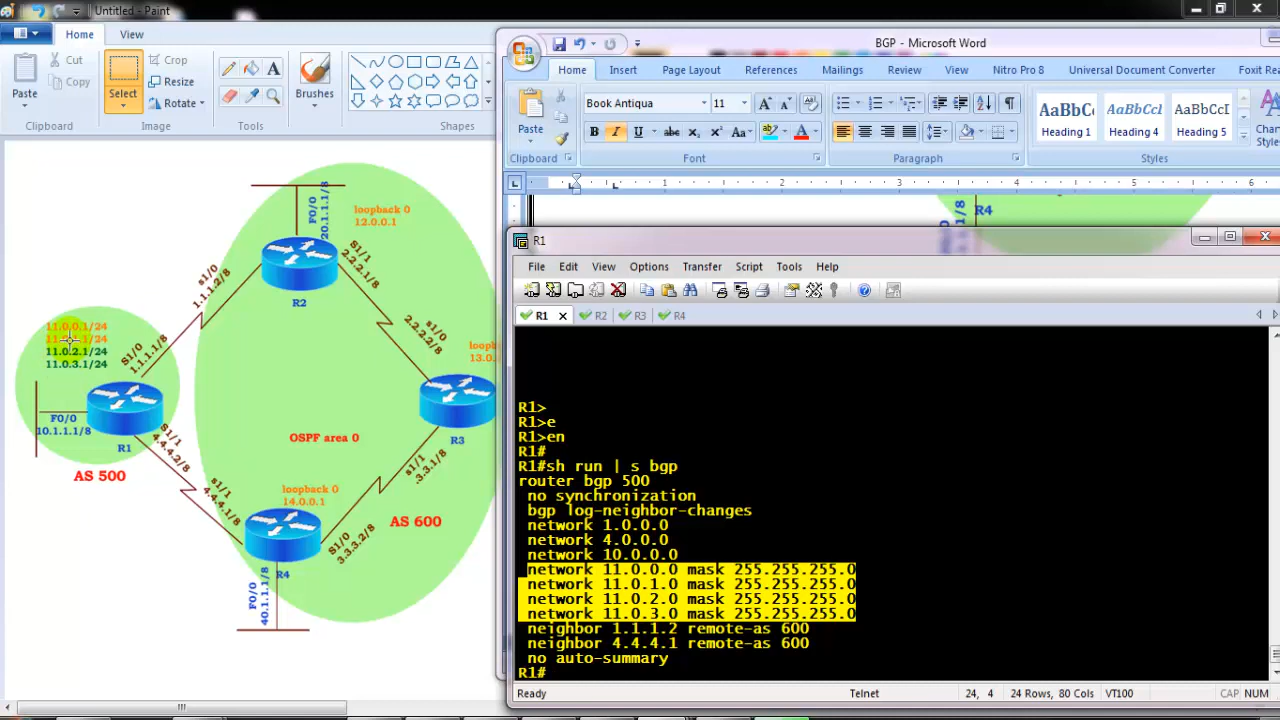 Untitled - Paint
Home
View
Paste
Cut
Copy
Clipboard
Select
Crop
Resize
Rotate
Image
A
Tools
Brushes
Shapes
loopback 0
12.0.0.1
F0/0
20.1.1.1/8
s1/0
1.1.1.2/8
R2
S1/1
2.2.2.1/8
s1/0
2.2.2.2/8
11.0.0.1/24
11.0.2.1/24
11.0.3.1/24
S1/0
1.1.1.1/8
F0/0
10.1.1.1/8
R1
S1/1
4.4.4.2/8
AS 500
OSPF area 0
R3
s1/1
.3.3.1/8
s1/1
4.4.4.1/8
loopback 0
14.0.0.1
AS 600
S1/0
3.3.3.2/8
R4
F0/0
40.1.1.1/8
BGP - Microsoft Word
Home
Insert
Page Layout
References
Mailings
Review
View
Nitro Pro 8
Universal Document Converter
Foxit Rea
Paste
Clipboard
Book Antiqua
11
B I U abc x₂ x² Aa
Font
Paragraph
AaBbCc
Heading 1
AaBbCcI
Heading 4
AaBbCcI
Heading 5
Styles
1 2 3 4 5 6
R4
R1
File
Edit
View
Options
Transfer
Script
Tools
Help
R1
R2
R3
R4
R1>
R1>e
R1>en
R1#
R1#sh run | s bgp
router bgp 500
no synchronization
bgp log-neighbor-changes
network 1.0.0.0
network 4.0.0.0
network 10.0.0.0
network 11.0.0.0 mask 255.255.255.0
network 11.0.1.0 mask 255.255.255.0
network 11.0.2.0 mask 255.255.255.0
network 11.0.3.0 mask 255.255.255.0
neighbor 1.1.1.2 remote-as 600
neighbor 4.4.4.1 remote-as 600
no auto-summary
R1#
Ready
Telnet
24, 4
24 Rows, 80 Cols
VT100
CAP NUM